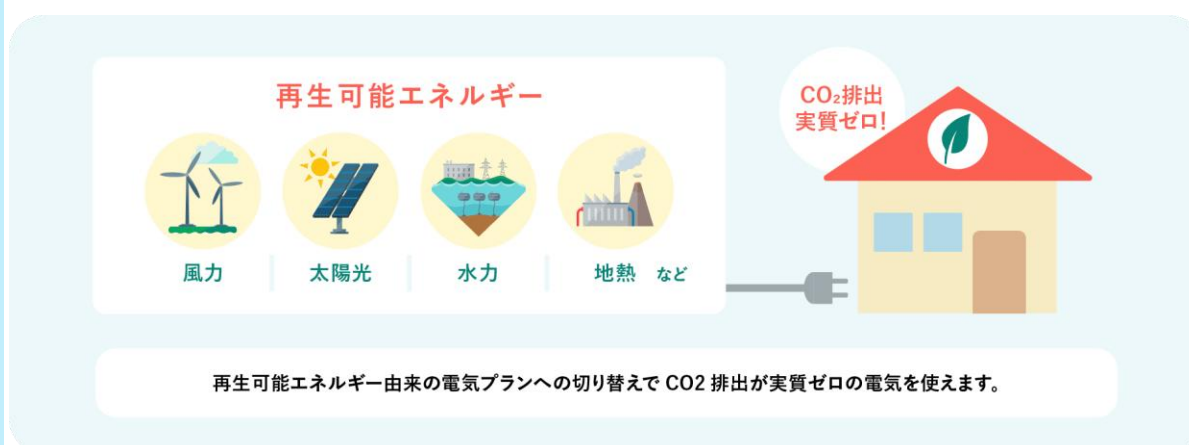 再生可能エネルギー
CO₂排出
実質ゼロ!
風力
太陽光
水力
地熱 など
再生可能エネルギー由来の電気プランへの切り替えで CO2 排出が実質ゼロの電気を使えます。